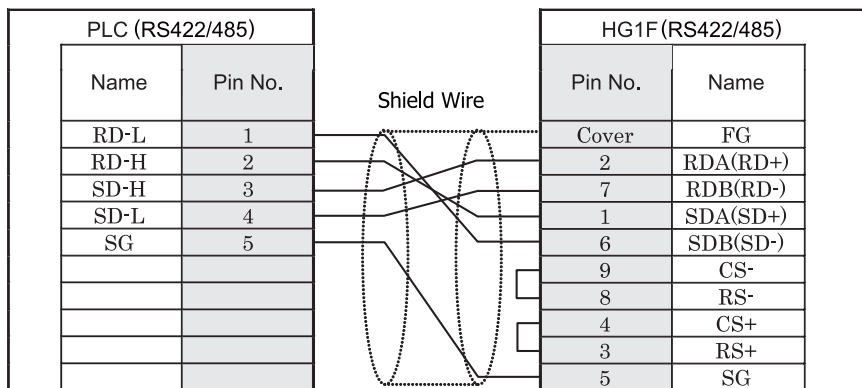 PLC (RS422/485) HG1F(RS422/485)
Name Pin No. Shield Wire Pin No. Name
RD-L 1 Cover FG
RD-H 2 2 RDA(RD+)
SD-H 3 7 RDB(RD-)
SD-L 4 1 SDA(SD+)
SG 5 6 SDB(SD-)
9 CS-
8 RS-
4 CS+
3 RS+
5 SG